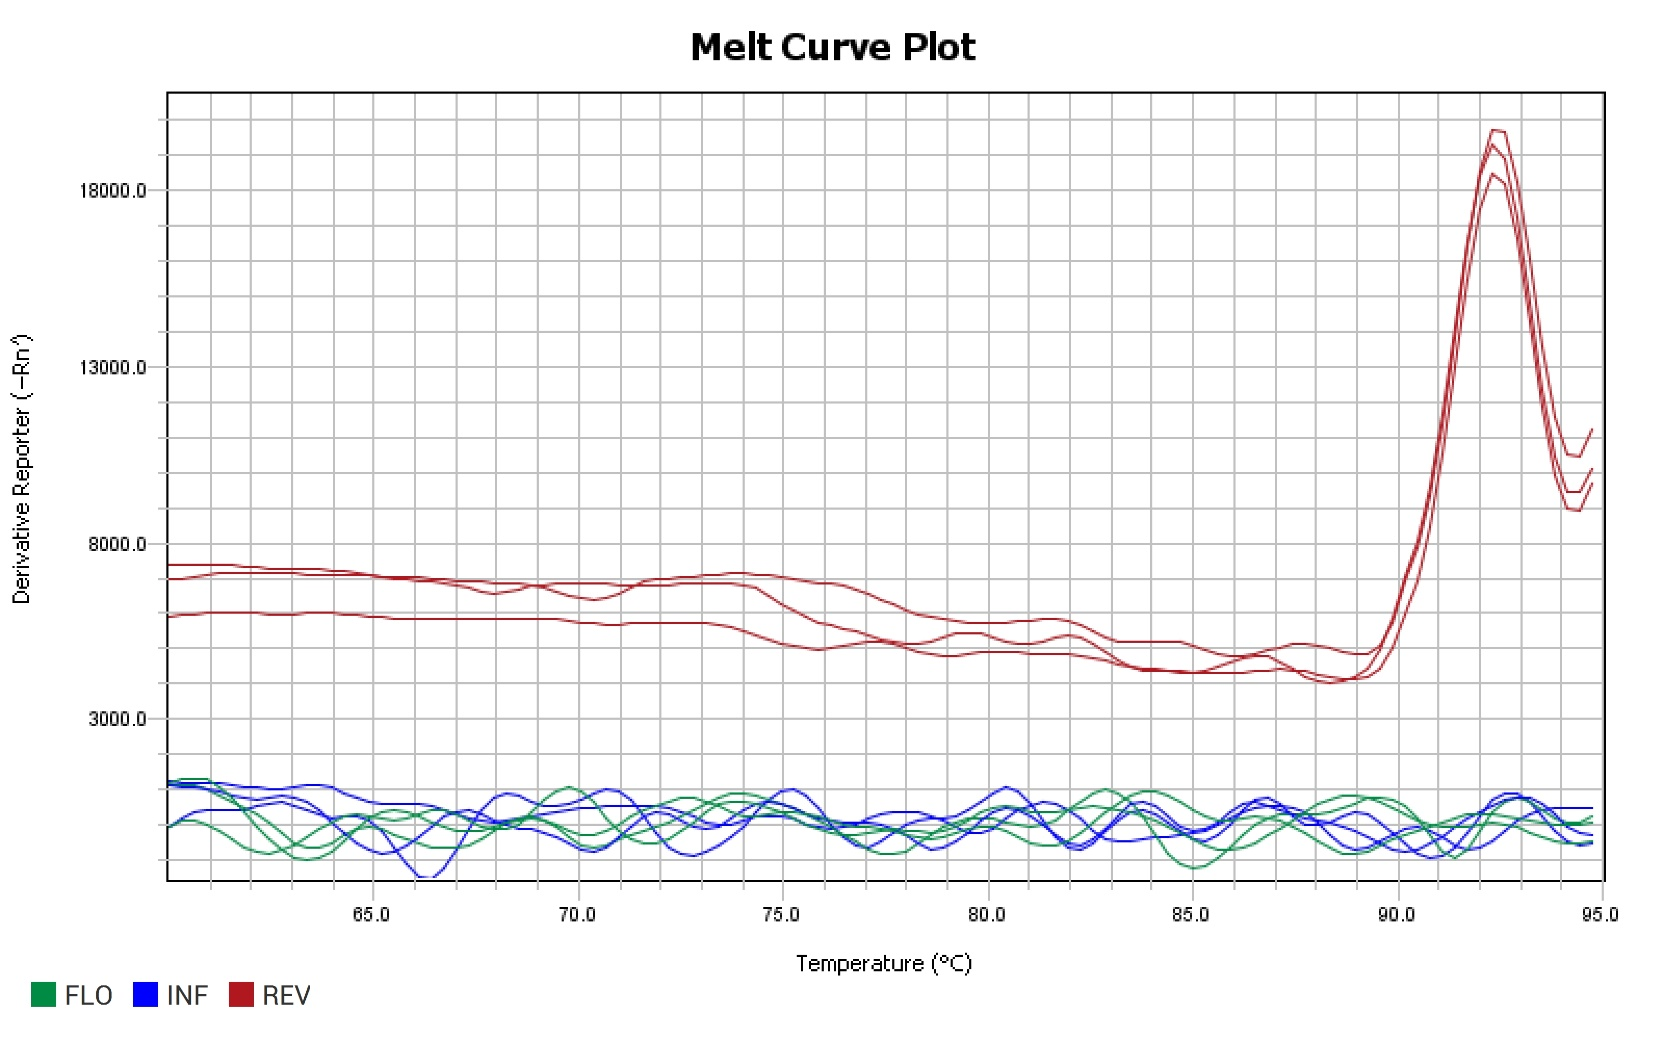 Melt Curve Plot
Derivative Reporter (−Rn′)
18000.0
13000.0
8000.0
3000.0
65.0 70.0 75.0 80.0 85.0 90.0 95.0
Temperature (°C)
FLO INF REV